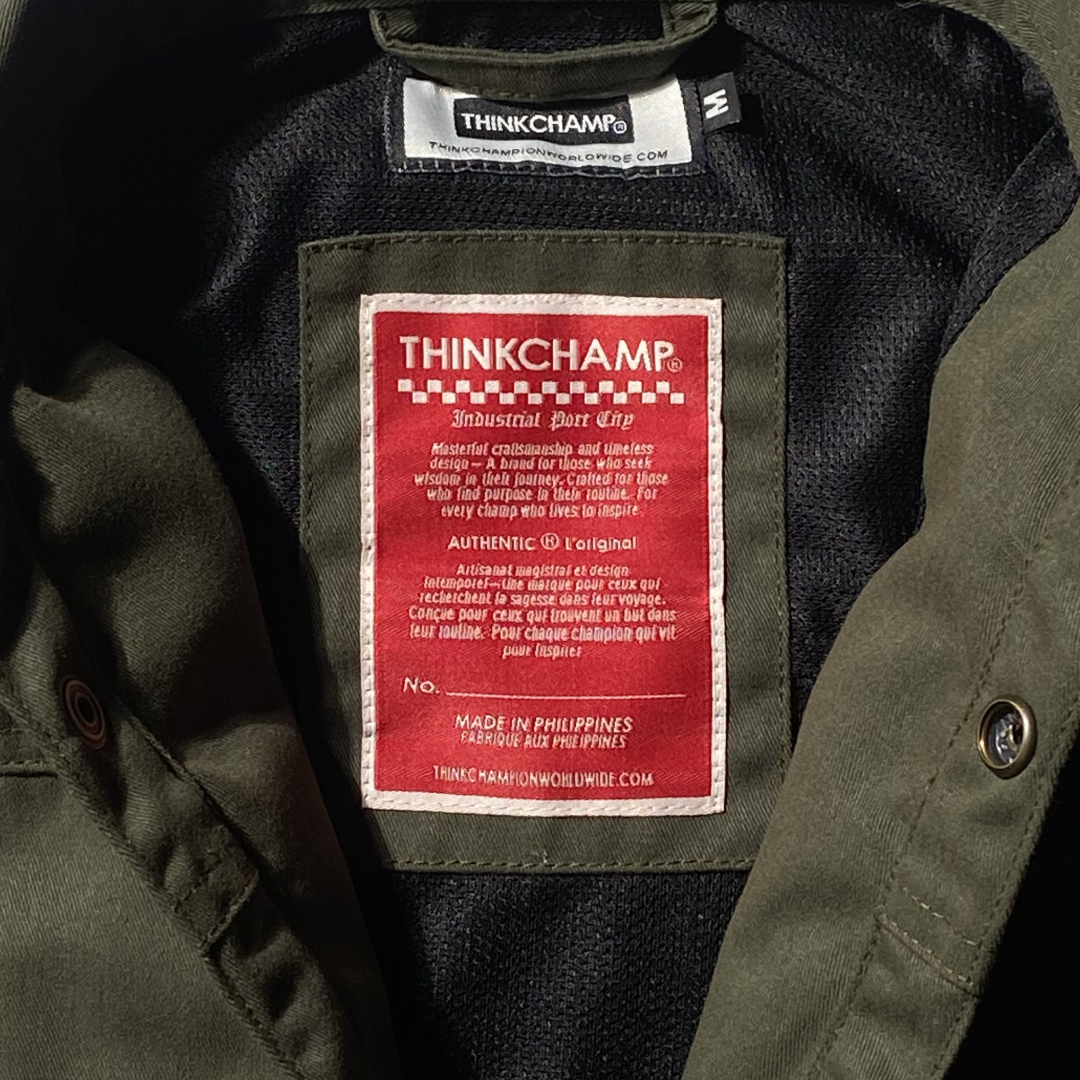 THINKCHAMP®
THINKCHAMPIONWORLDWIDE.COM
M
THINKCHAMP®
Industrial Port City
Masterful craftsmanship and timeless
design — A brand for those who seek
wisdom in their journey. Crafted for those
who find purpose in their routine. For
every champ who lives to inspire.
AUTHENTIC ® L'original
Artisanat magistral et design
intemporel—Une marque pour ceux qui
recherchent la sagesse dans leur voyage.
Conçue pour ceux qui trouvent un but dans
leur routine. Pour chaque champion qui vit
pour inspirer
No.
MADE IN PHILIPPINES
FABRIQUE AUX PHILIPPINES
THINKCHAMPIONWORLDWIDE.COM